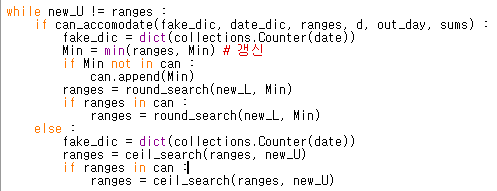 while new_U != ranges :
    if can_accomodate(fake_dic, date_dic, ranges, d, out_day, sums) :
        fake_dic = dict(collections.Counter(date))
        Min = min(ranges, Min) # 갱신
        if Min not in can :
            can.append(Min)
        ranges = round_search(new_L, Min)
        if ranges in can :
            ranges = round_search(new_L, Min)
    else :
        fake_dic = dict(collections.Counter(date))
        ranges = ceil_search(ranges, new_U)
        if ranges in can :
            ranges = ceil_search(ranges, new_U)